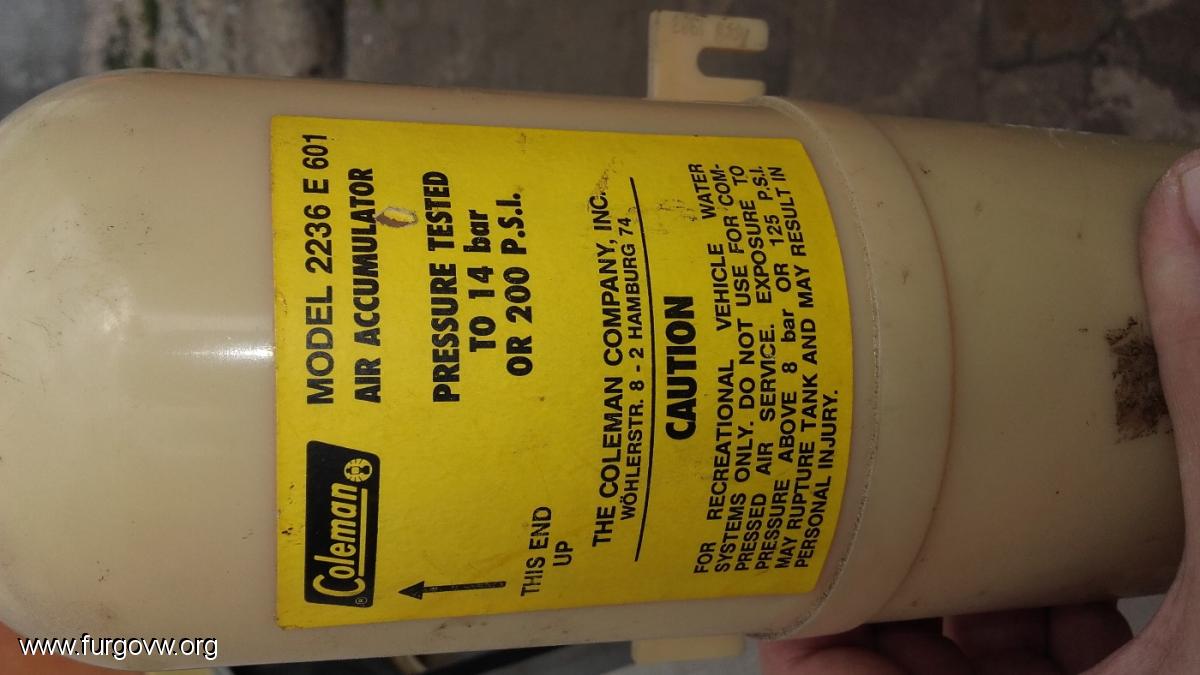 Coleman
®
MODEL 2236 E 601
AIR ACCUMULATOR
THIS END
UP
PRESSURE TESTED
TO 14 bar
OR 200 P.S.I.
THE COLEMAN COMPANY, INC.
WÖHLERSTR. 8 - 2 HAMBURG 74
CAUTION
FOR RECREATIONAL VEHICLE WATER
SYSTEMS ONLY. DO NOT USE FOR COM-
PRESSED AIR SERVICE. EXPOSURE TO
PRESSURE ABOVE 8 bar OR 125 P.S.I.
MAY RUPTURE TANK AND MAY RESULT IN
PERSONAL INJURY.
www.furgovw.org